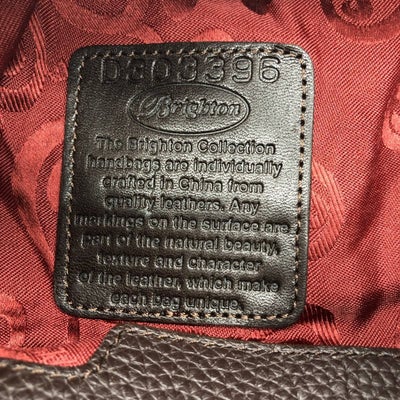 D303396
Brighton
The Brighton Collection
handbags are individually
crafted in China from
quality leathers. Any
markings on the surface are
part of the natural beauty,
texture and character
of the leather, which make
each bag unique.